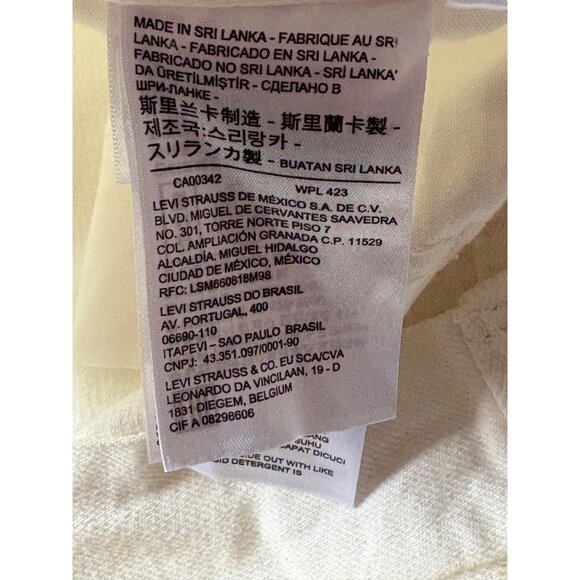 MADE IN SRI LANKA - FABRIQUE AU SRI
LANKA - FABRICADO EN SRI LANKA -
FABRICADO NO SRI LANKA - SRİ LANKA'
DA ÜRETİLMİŞTİR - СДЕЛАНО В
ШРИ-ЛАНКЕ -
斯里兰卡制造 - 斯里蘭卡製 -
제조국:스리랑카 -
スリランカ製 - BUATAN SRI LANKA
CA00342 WPL 423
LEVI STRAUSS DE MÉXICO S.A. DE C.V.
BLVD. MIGUEL DE CERVANTES SAAVEDRA
NO. 301, TORRE NORTE PISO 7
COL. AMPLIACIÓN GRANADA C.P. 11529
ALCALDÍA. MIGUEL HIDALGO
CIUDAD DE MÉXICO, MÉXICO
RFC: LSM660818M98
LEVI STRAUSS DO BRASIL
AV. PORTUGAL, 400
06690-110
ITAPEVI – SAO PAULO BRASIL
CNPJ: 43.351.097/0001-90
LEVI STRAUSS & CO. EU SCA/CVA
LEONARDO DA VINCILAAN, 19 - D
1831 DIEGEM, BELGIUM
CIF A 08298606
SUHU
DAPAT DICUCI
OUT WITH LIKE
DETERGENT IS